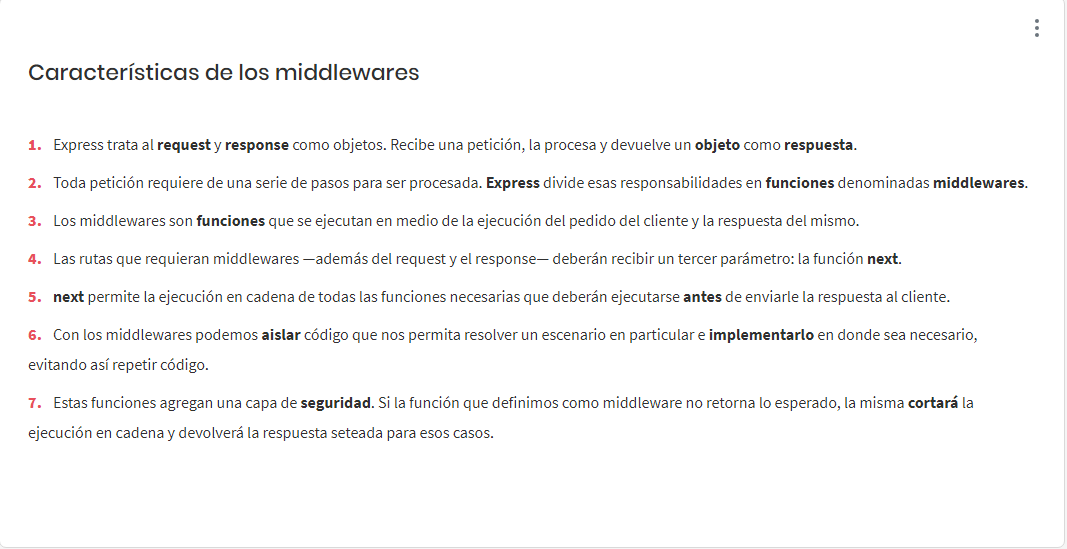 Características de los middlewares
1. Express trata al request y response como objetos. Recibe una petición, la procesa y devuelve un objeto como respuesta.
2. Toda petición requiere de una serie de pasos para ser procesada. Express divide esas responsabilidades en funciones denominadas middlewares.
3. Los middlewares son funciones que se ejecutan en medio de la ejecución del pedido del cliente y la respuesta del mismo.
4. Las rutas que requieran middlewares —además del request y el response— deberán recibir un tercer parámetro: la función next.
5. next permite la ejecución en cadena de todas las funciones necesarias que deberán ejecutarse antes de enviarle la respuesta al cliente.
6. Con los middlewares podemos aislar código que nos permita resolver un escenario en particular e implementarlo en donde sea necesario,
evitando así repetir código.
7. Estas funciones agregan una capa de seguridad. Si la función que definimos como middleware no retorna lo esperado, la misma cortará la
ejecución en cadena y devolverá la respuesta seteada para esos casos.